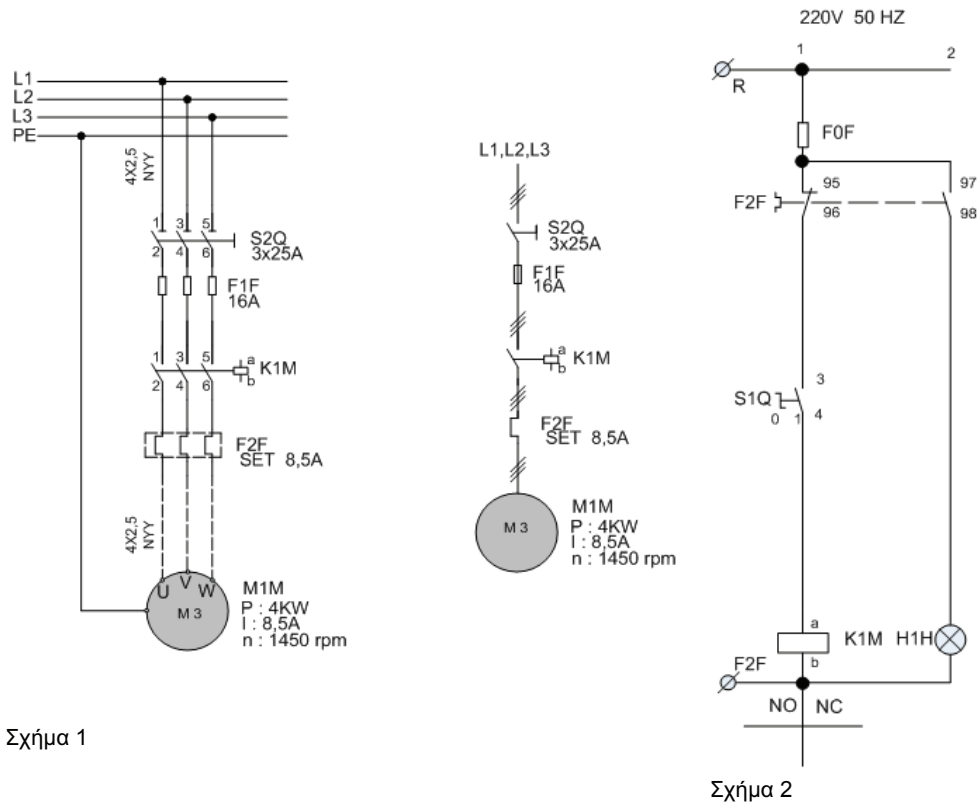 220V 50 HZ
1
2
R
F0F
95
96
F2F
97
98
S1Q
3
4
0
1
a
b
K1M
H1H
F2F
NO
NC
Σχήμα 2
L1
L2
L3
PE
4X2,5
NYY
1
3
5
2
4
6
S2Q
3x25A
F1F
16A
1
3
5
2
4
6
a
b
K1M
F2F
SET 8,5A
4X2,5
NYY
U
V
W
M 3
M1M
P : 4KW
I : 8,5A
n : 1450 rpm
Σχήμα 1
L1,L2,L3
S2Q
3x25A
F1F
16A
a
b
K1M
F2F
SET 8,5A
M 3
M1M
P : 4KW
I : 8,5A
n : 1450 rpm